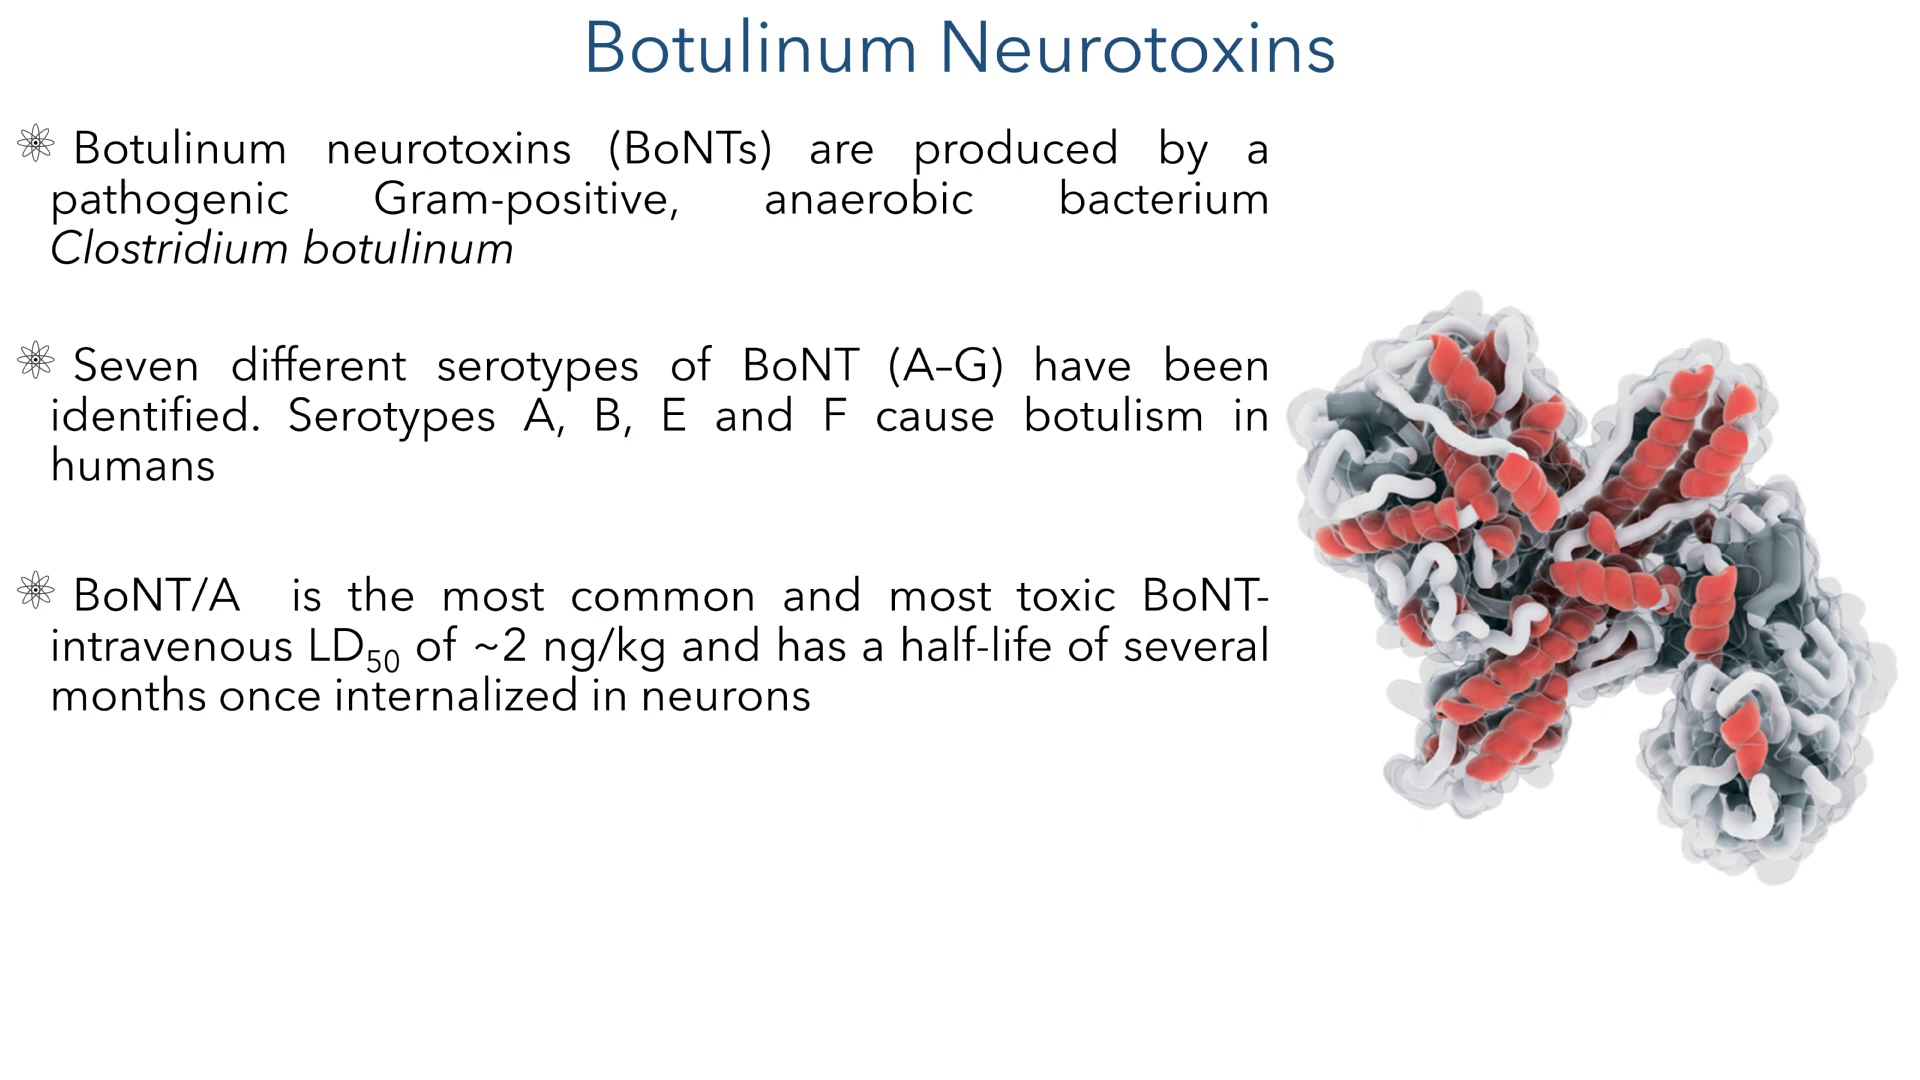 Botulinum Neurotoxins
Botulinum neurotoxins (BoNTs) are produced by a
pathogenic Gram-positive, anaerobic bacterium
Clostridium botulinum
Seven different serotypes of BoNT (A–G) have been
identified. Serotypes A, B, E and F cause botulism in
humans
BoNT/A is the most common and most toxic BoNT-
intravenous LD50 of ~2 ng/kg and has a half-life of several
months once internalized in neurons